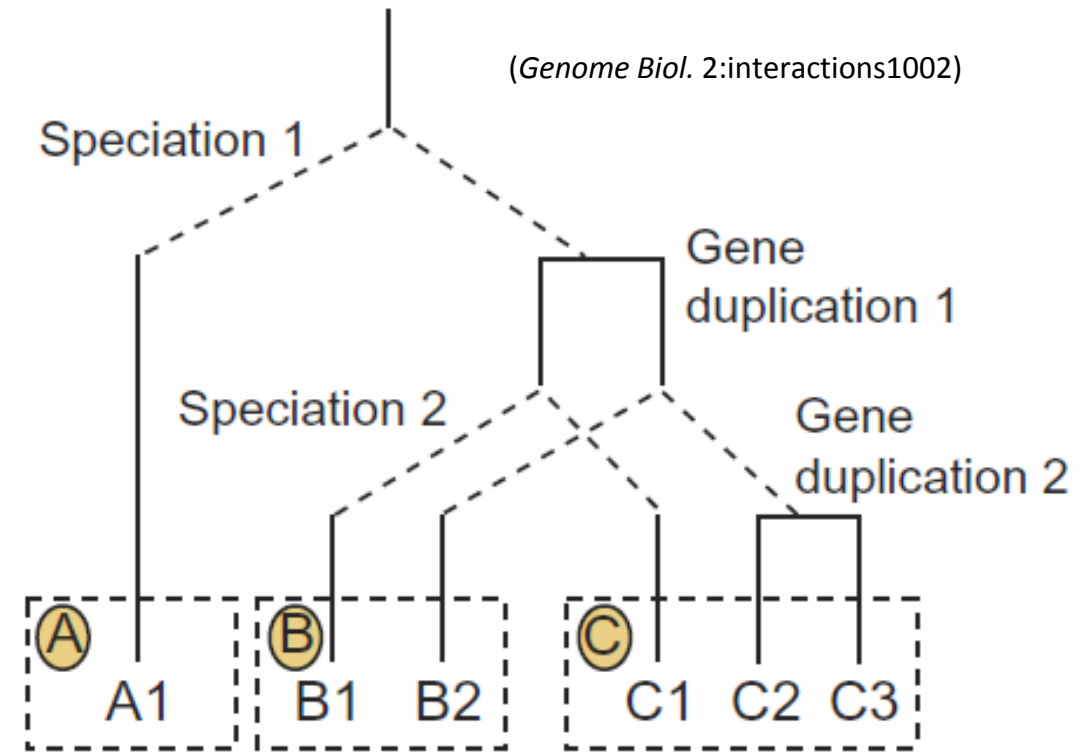 (Genome Biol. 2:interactions1002)
Speciation 1
Gene
duplication 1
Speciation 2
Gene
duplication 2
A
B
C
A1
B1 B2
C1 C2 C3